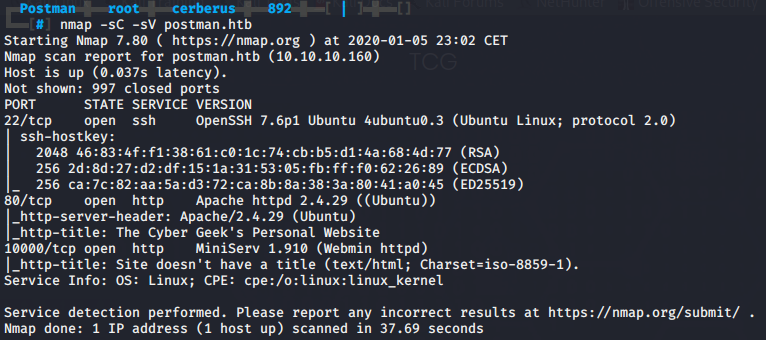 Postman root cerberus 892 [ | ] []
[#] nmap -sC -sV postman.htb
Starting Nmap 7.80 ( https://nmap.org ) at 2020-01-05 23:02 CET
Nmap scan report for postman.htb (10.10.10.160)
Host is up (0.037s latency).
Not shown: 997 closed ports
PORT      STATE SERVICE VERSION
22/tcp    open  ssh     OpenSSH 7.6p1 Ubuntu 4ubuntu0.3 (Ubuntu Linux; protocol 2.0)
| ssh-hostkey:
|   2048 46:83:4f:f1:38:61:c0:1c:74:cb:b5:d1:4a:68:4d:77 (RSA)
|   256 2d:8d:27:d2:df:15:1a:31:53:05:fb:ff:f0:62:26:89 (ECDSA)
|_  256 ca:7c:82:aa:5a:d3:72:ca:8b:8a:38:3a:80:41:a0:45 (ED25519)
80/tcp    open  http    Apache httpd 2.4.29 ((Ubuntu))
|_http-server-header: Apache/2.4.29 (Ubuntu)
|_http-title: The Cyber Geek's Personal Website
10000/tcp open  http    MiniServ 1.910 (Webmin httpd)
|_http-title: Site doesn't have a title (text/html; Charset=iso-8859-1).
Service Info: OS: Linux; CPE: cpe:/o:linux:linux_kernel
Service detection performed. Please report any incorrect results at https://nmap.org/submit/ .
Nmap done: 1 IP address (1 host up) scanned in 37.69 seconds
TCG